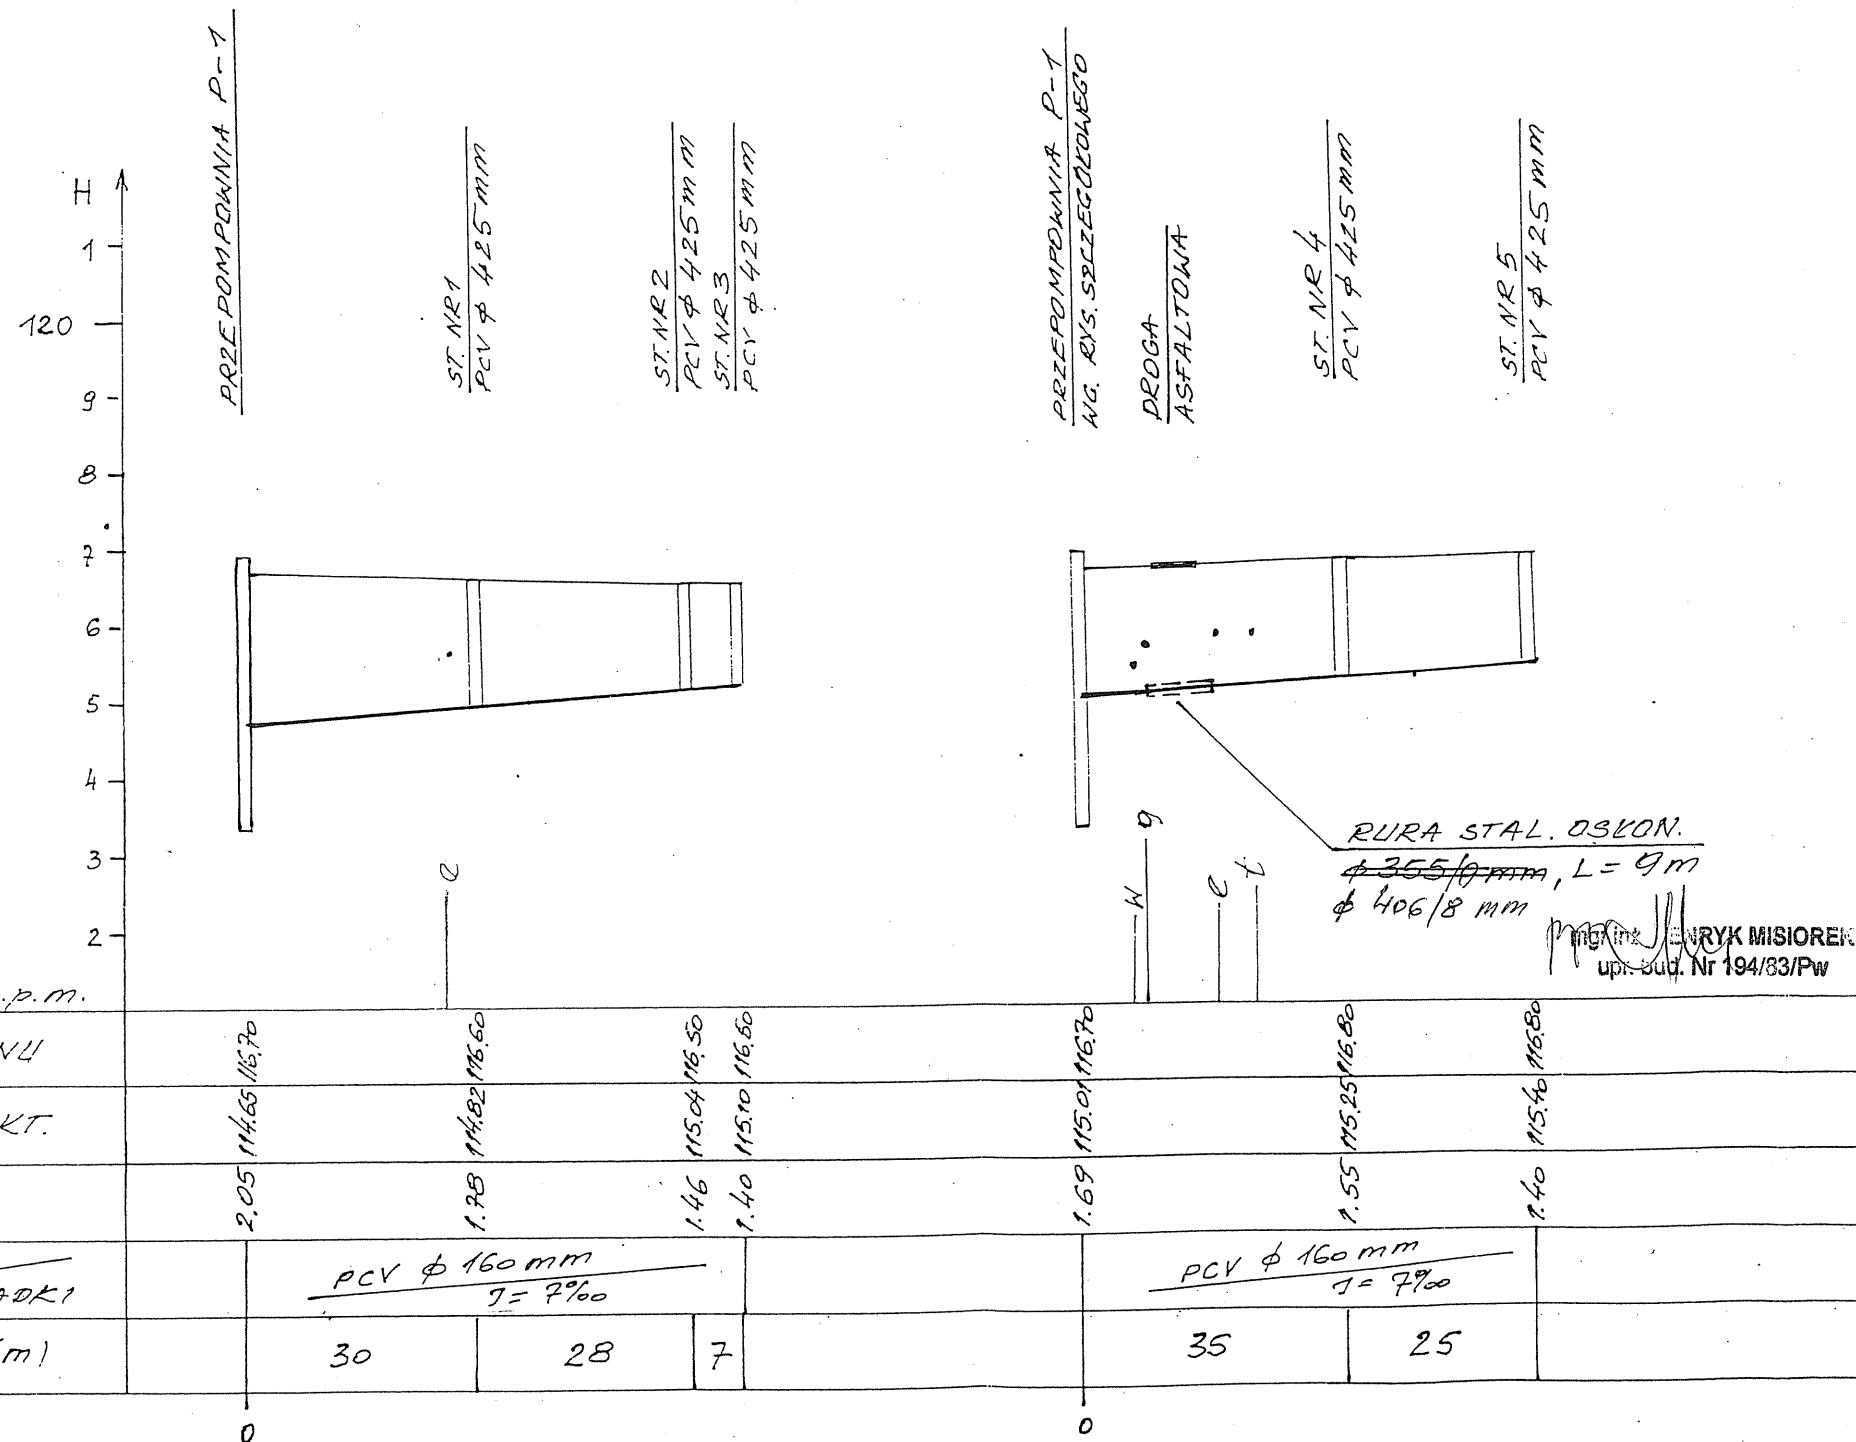 PRZEPOMPOWNIA P-1
ST. NR1
PCV ϕ 425 mm
ST. NR 2
PCV ϕ 425 mm
ST. NR 3
PCV ϕ 425 mm
PRZEPOMPOWNIA P-1
WG. RYS. SZCZEGÓŁOWEGO
DROGA
ASFALTOWA
ST. NR 4
PCV ϕ 425 mm
ST. NR 5
PCV ϕ 425 mm
H
1
120
9
8
7
6
5
4
3
2
e
w
g
e
t
RURA STAL. OSŁON.
ϕ 355/ mm, L = 9m
ϕ 406/8 mm
mgr inż. HENRYK MISIOREK
upr. bud. Nr 194/83/Pw
.p.m.
NU
116,70 116,60 116,50 116,50 116,70 116,80 116,80
KT.
114,65 114,82 115,04 115,10 115,01 115,25 115,40
2.05 1.78 1.46 1.40 1.69 1.55 1.40
ADKI
PCV ϕ 160 mm
J = 7‰
PCV ϕ 160 mm
J = 7‰
m)
30 28 7 35 25
0 0